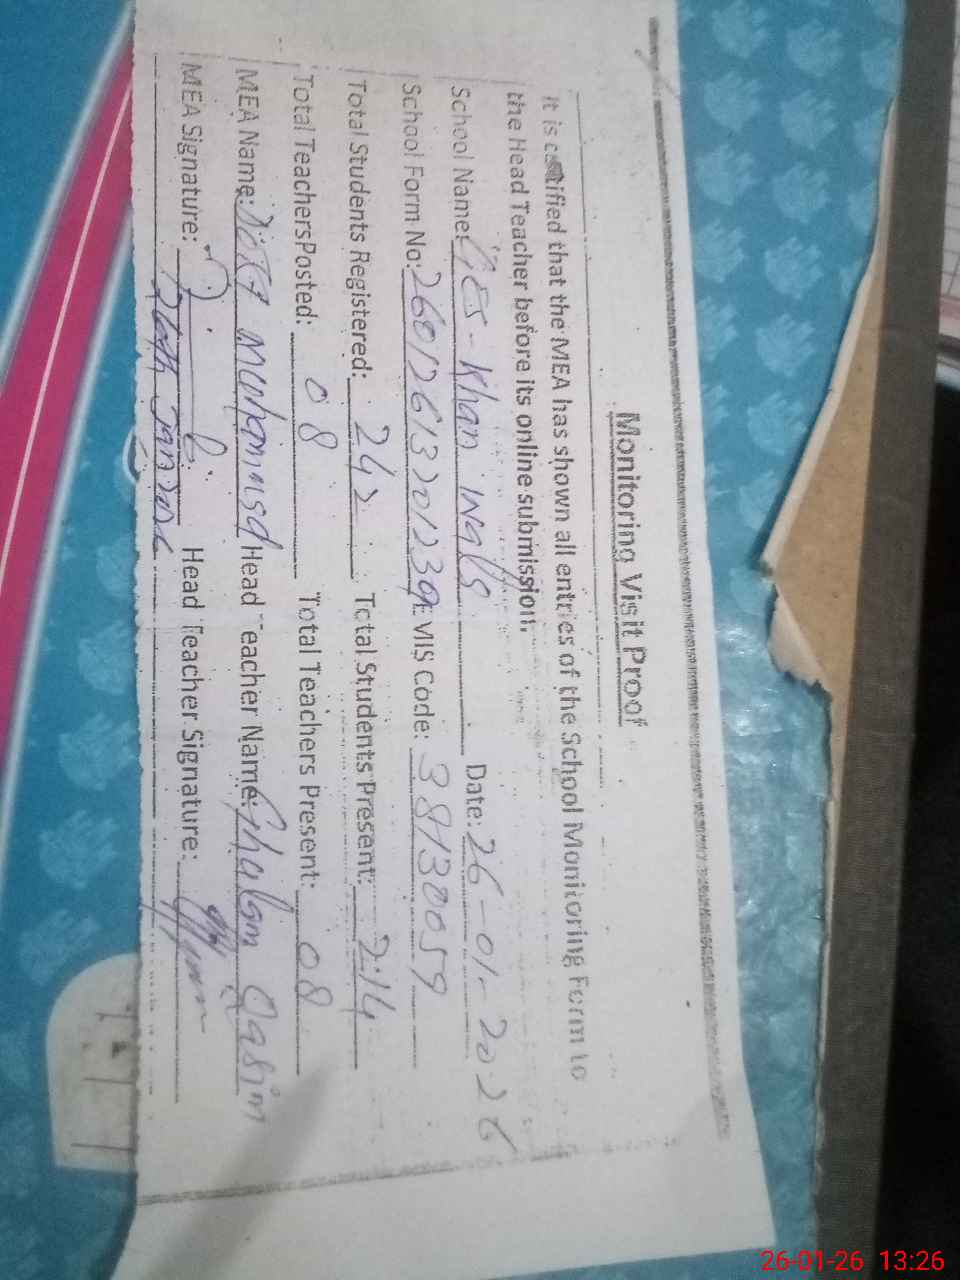 Monitoring Visit Proof
It is certified that the MEA has shown all entries of the School Monitoring Form to
the Head Teacher before its online submission.
School Name: GES-Khan Wala Date: 26-01-2026
School Form No: EMIS Code: 38130059
Total Students Registered: 242 Total Students Present: 214
Total Teachers Posted: 08 Total Teachers Present: 08
MEA Name: Muhammad Head Teacher Name: Ghulam Qasim
MEA Signature: Head Teacher Signature:
26-01-26 13:26